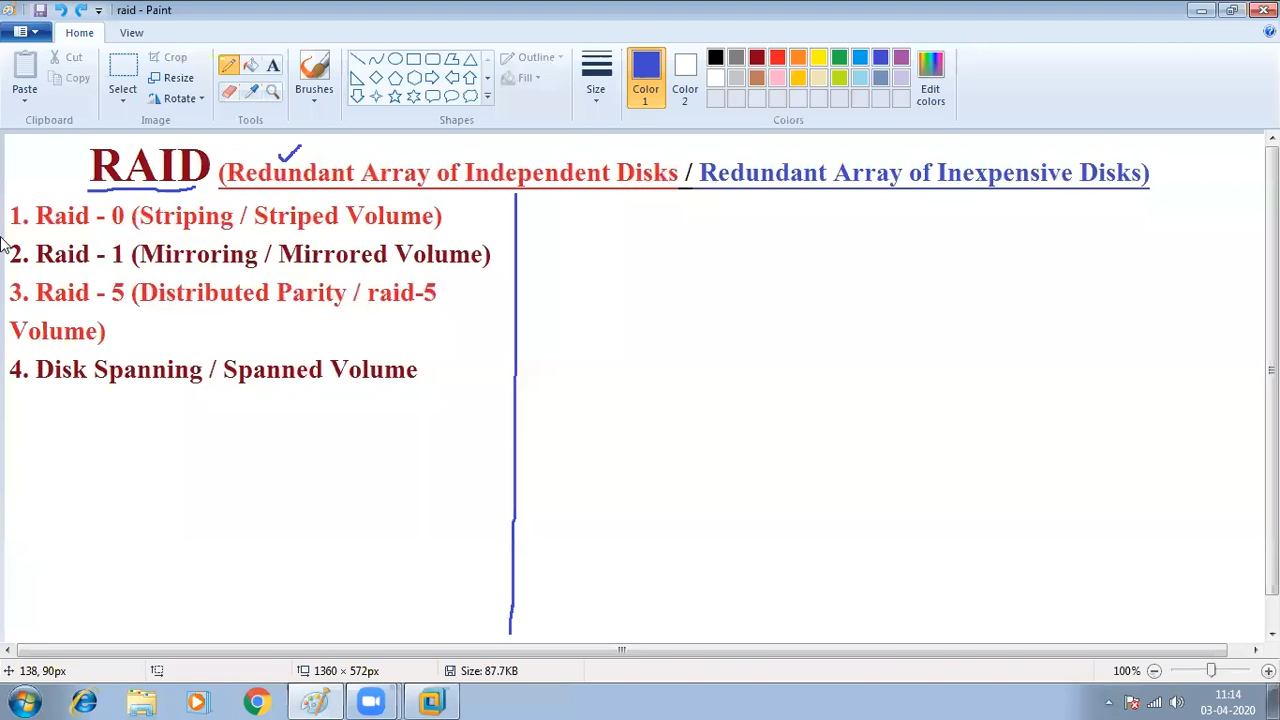 raid - Paint
Home View
Paste Cut Copy Select Crop Resize Rotate Brushes Outline Fill Size Color 1 Color 2 Edit colors
Clipboard Image Tools Shapes Colors
RAID (Redundant Array of Independent Disks / Redundant Array of Inexpensive Disks)
1. Raid - 0 (Striping / Striped Volume)
2. Raid - 1 (Mirroring / Mirrored Volume)
3. Raid - 5 (Distributed Parity / raid-5
Volume)
4. Disk Spanning / Spanned Volume
138, 90px 1360 × 572px Size: 87.7KB 100%
11:14
03-04-2020